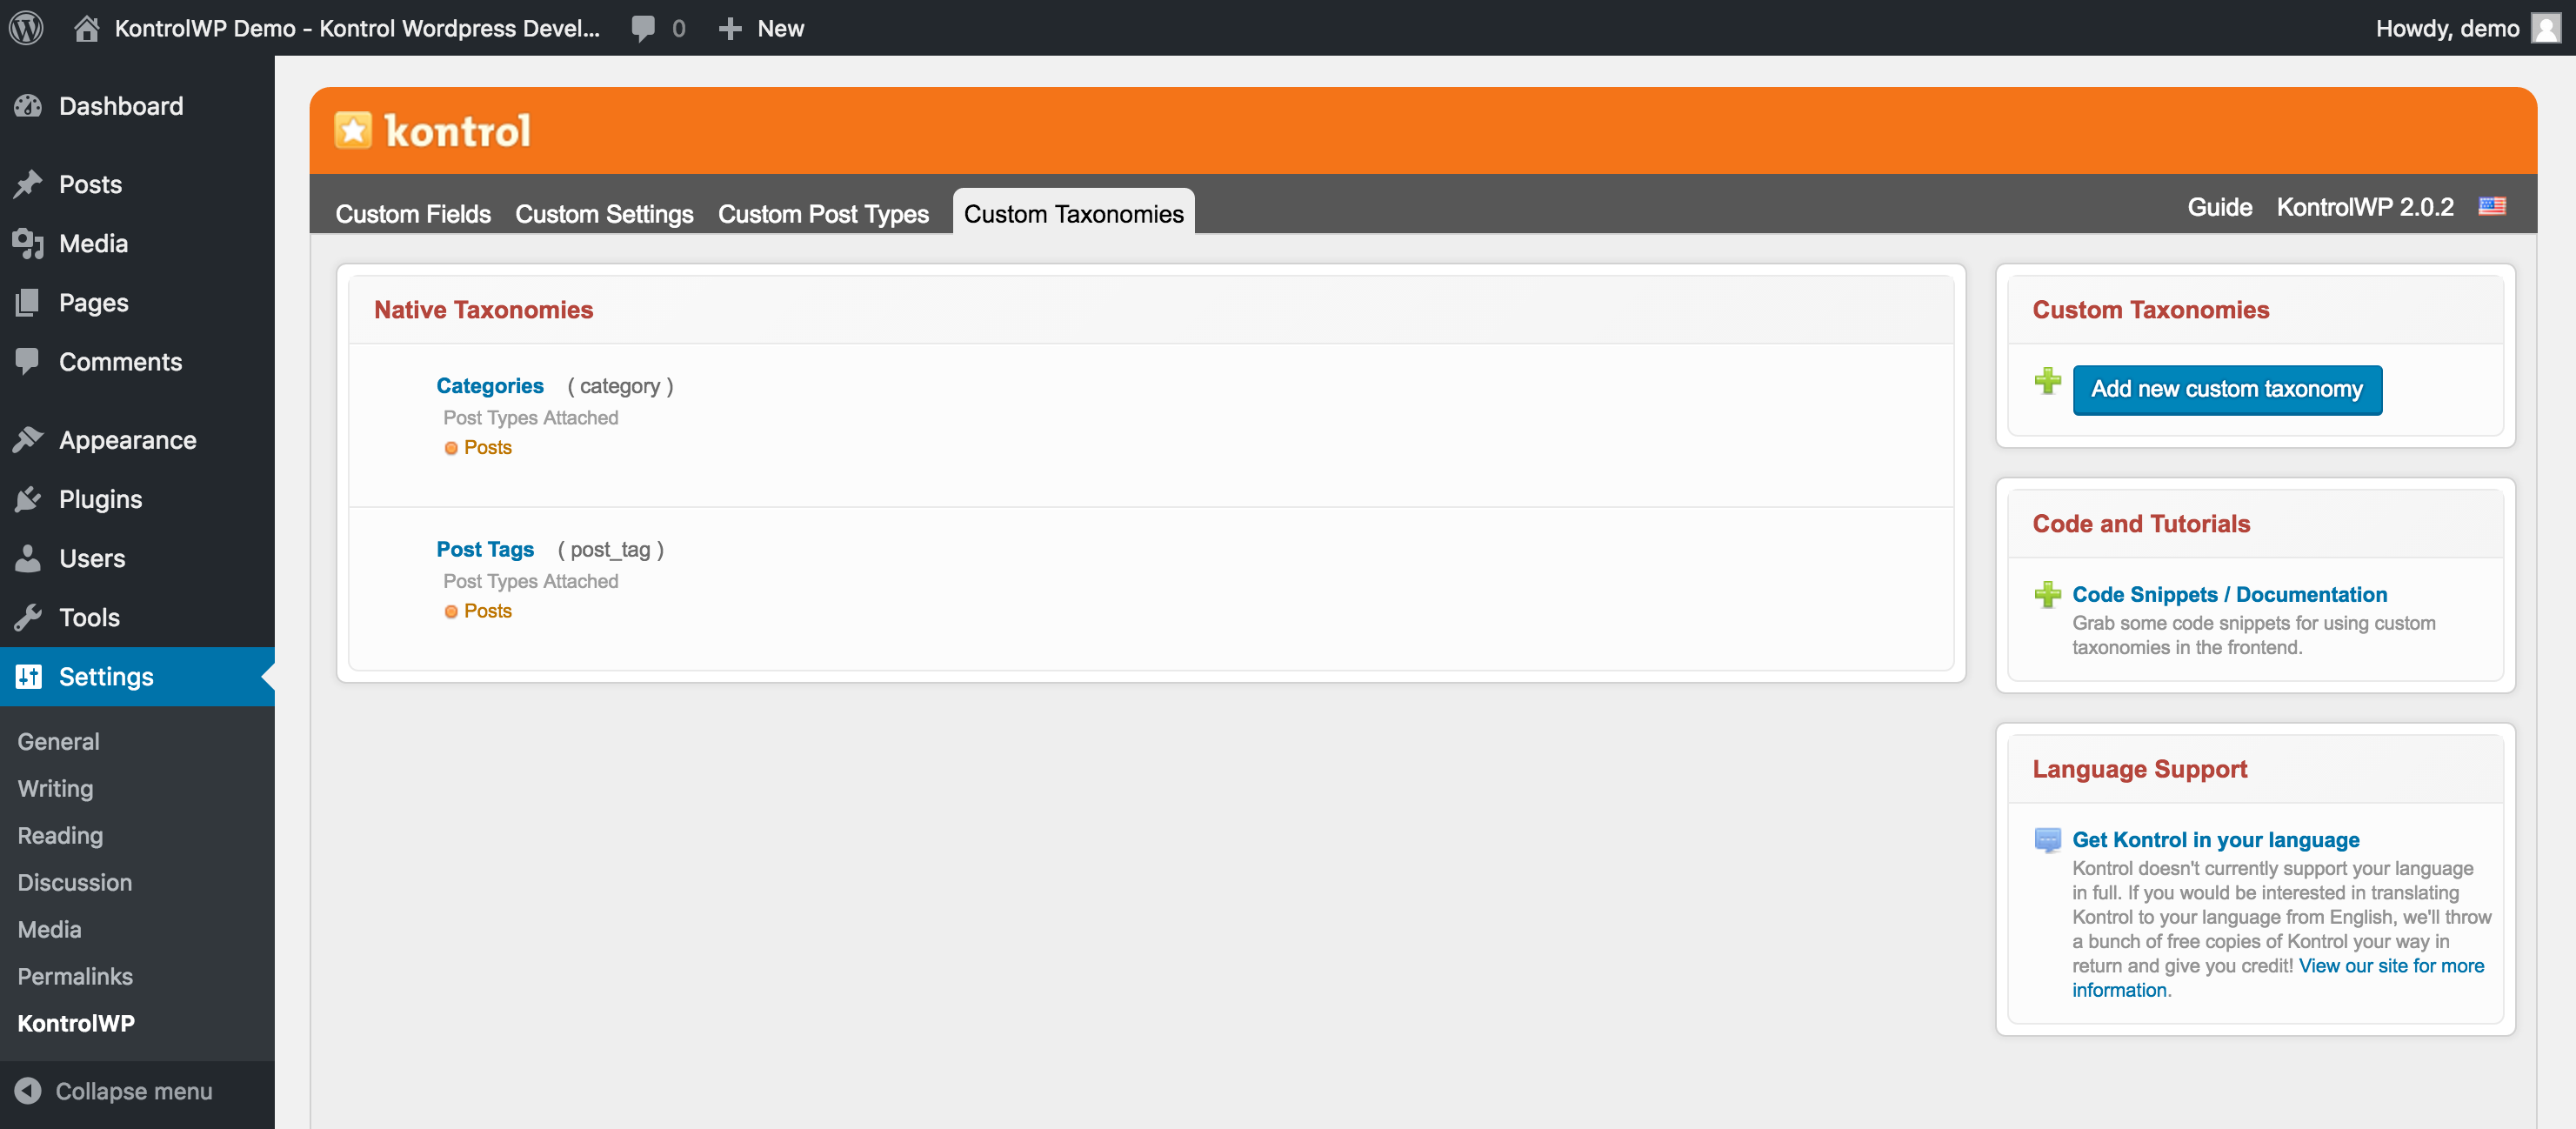 KontrolWP Demo - Kontrol Wordpress Devel...
0
New
Howdy, demo
Dashboard
Posts
Media
Pages
Comments
Appearance
Plugins
Users
Tools
Settings
General
Writing
Reading
Discussion
Media
Permalinks
KontrolWP
Collapse menu
kontrol
Custom Fields
Custom Settings
Custom Post Types
Custom Taxonomies
Guide
KontrolWP 2.0.2
Native Taxonomies
Categories ( category )
Post Types Attached
Posts
Post Tags ( post_tag )
Post Types Attached
Posts
Custom Taxonomies
Add new custom taxonomy
Code and Tutorials
Code Snippets / Documentation
Grab some code snippets for using custom
taxonomies in the frontend.
Language Support
Get Kontrol in your language
Kontrol doesn't currently support your language
in full. If you would be interested in translating
Kontrol to your language from English, we'll throw
a bunch of free copies of Kontrol your way in
return and give you credit! View our site for more
information.